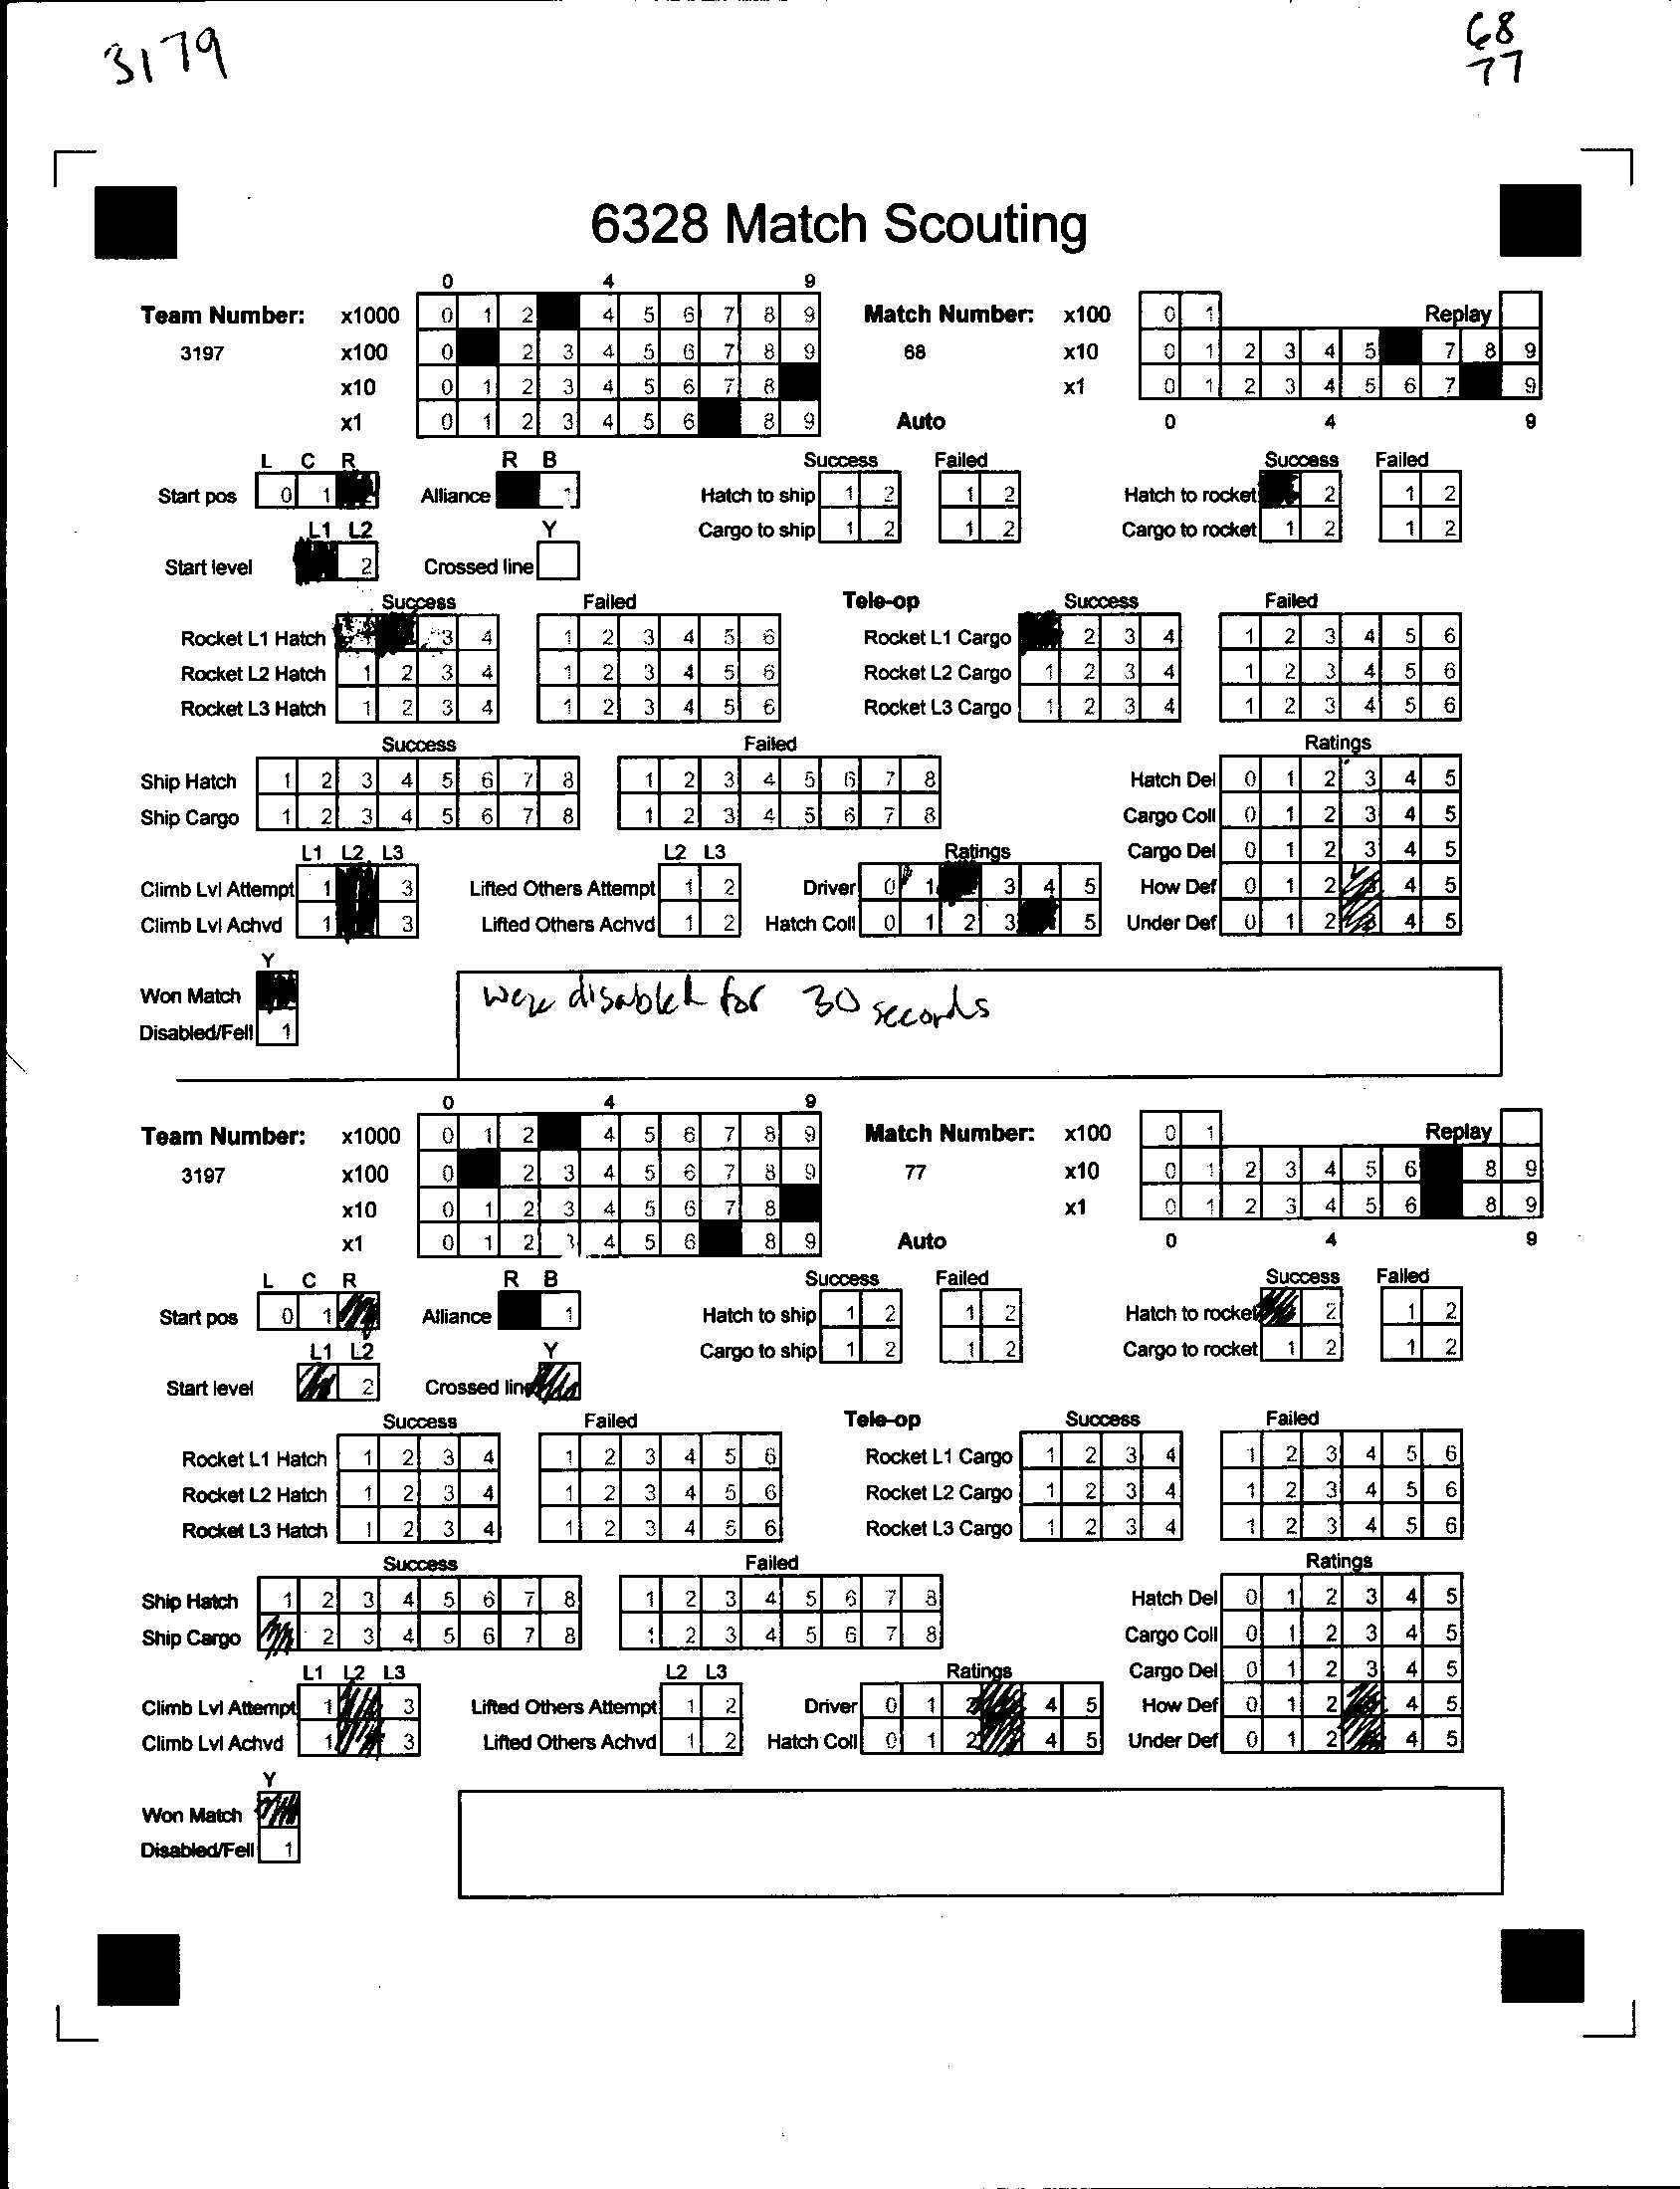 3179
68
77
6328 Match Scouting
0 4 9
Team Number: x1000 0 1 2 4 5 6 7 8 9 Match Number: x100 0 1 Replay
3197 x100 0 2 3 4 5 6 7 8 9 68 x10 0 1 2 3 4 5 7 8 9
x10 0 1 2 3 4 5 6 7 8 x1 0 1 2 3 4 5 6 7 9
x1 0 1 2 3 4 5 6 8 9 Auto 0 4 9
L C R R B Success Failed Success Failed
Start pos 0 1 Alliance 1 Hatch to ship 1 2 1 2 Hatch to rocket 2 1 2
L1 L2 Y Cargo to ship 1 2 1 2 Cargo to rocket 1 2 1 2
Start level 2 Crossed line
Success Failed Tele-op Success Failed
Rocket L1 Hatch 3 4 1 2 3 4 5 6 Rocket L1 Cargo 2 3 4 1 2 3 4 5 6
Rocket L2 Hatch 1 2 3 4 1 2 3 4 5 6 Rocket L2 Cargo 1 2 3 4 1 2 3 4 5 6
Rocket L3 Hatch 1 2 3 4 1 2 3 4 5 6 Rocket L3 Cargo 1 2 3 4 1 2 3 4 5 6
Success Failed Ratings
Ship Hatch 1 2 3 4 5 6 7 8 1 2 3 4 5 6 7 8 Hatch Del 0 1 2 3 4 5
Ship Cargo 1 2 3 4 5 6 7 8 1 2 3 4 5 6 7 8 Cargo Coll 0 1 2 3 4 5
L1 L2 L3 L2 L3 Ratings Cargo Del 0 1 2 3 4 5
Climb Lvl Attempt 1 3 Lifted Others Attempt 1 2 Driver 0 1 3 4 5 How Def 0 1 2 3 4 5
Climb Lvl Achvd 1 3 Lifted Others Achvd 1 2 Hatch Coll 0 1 2 3 5 Under Def 0 1 2 3 4 5
Y
Won Match were disabled for 30 seconds
Disabled/Fell 1
0 4 9
Team Number: x1000 0 1 2 4 5 6 7 8 9 Match Number: x100 0 1 Replay
3197 x100 0 2 3 4 5 6 7 8 9 77 x10 0 1 2 3 4 5 6 8 9
x10 0 1 2 3 4 5 6 7 8 x1 0 1 2 3 4 5 6 8 9
x1 0 1 2 3 4 5 6 8 9 Auto 0 4 9
L C R R B Success Failed Success Failed
Start pos 0 1 Alliance 1 Hatch to ship 1 2 1 2 Hatch to rocket 2 1 2
L1 L2 Y Cargo to ship 1 2 1 2 Cargo to rocket 1 2 1 2
Start level 2 Crossed line
Success Failed Tele-op Success Failed
Rocket L1 Hatch 1 2 3 4 1 2 3 4 5 6 Rocket L1 Cargo 1 2 3 4 1 2 3 4 5 6
Rocket L2 Hatch 1 2 3 4 1 2 3 4 5 6 Rocket L2 Cargo 1 2 3 4 1 2 3 4 5 6
Rocket L3 Hatch 1 2 3 4 1 2 3 4 5 6 Rocket L3 Cargo 1 2 3 4 1 2 3 4 5 6
Success Failed Ratings
Ship Hatch 1 2 3 4 5 6 7 8 1 2 3 4 5 6 7 8 Hatch Del 0 1 2 3 4 5
Ship Cargo 2 3 4 5 6 7 8 1 2 3 4 5 6 7 8 Cargo Coll 0 1 2 3 4 5
L1 L2 L3 L2 L3 Ratings Cargo Del 0 1 2 3 4 5
Climb Lvl Attempt 1 3 Lifted Others Attempt 1 2 Driver 0 1 2 4 5 How Def 0 1 2 4 5
Climb Lvl Achvd 1 3 Lifted Others Achvd 1 2 Hatch Coll 0 1 2 4 5 Under Def 0 1 2 4 5
Y
Won Match
Disabled/Fell 1